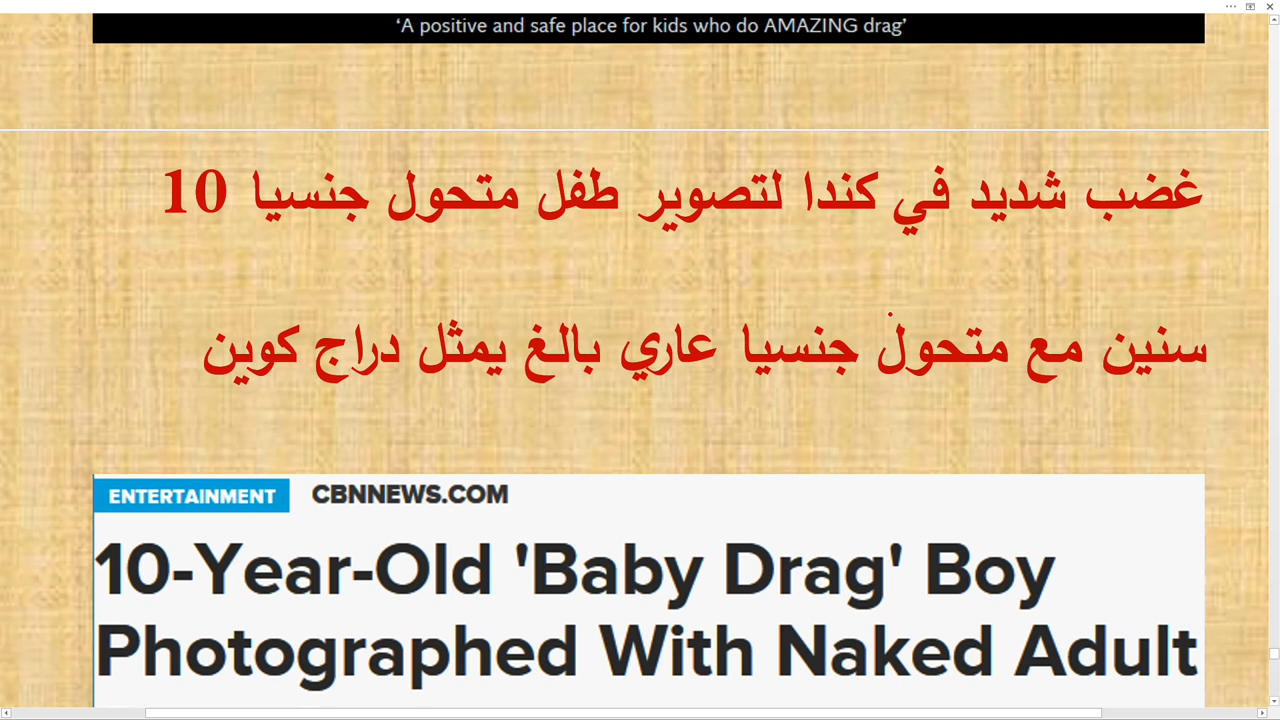 ‘A positive and safe place for kids who do AMAZING drag’
غضب شديد في كندا لتصوير طفل متحول جنسيا 10
سنين مع متحول جنسيا عاري بالغ يمثل دراج كوين
ENTERTAINMENT CBNNEWS.COM
10-Year-Old 'Baby Drag' Boy
Photographed With Naked Adult